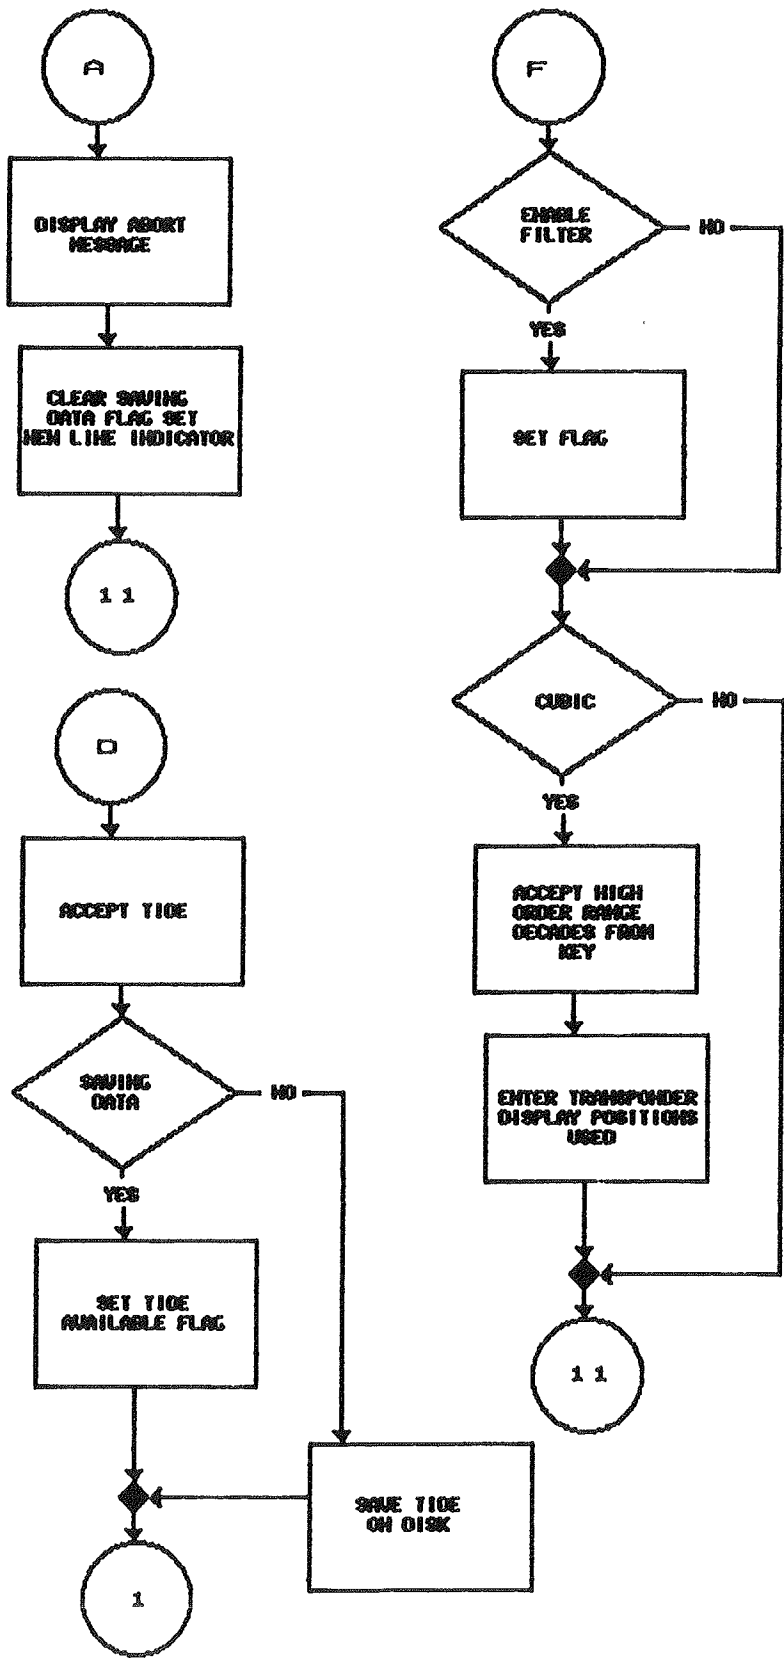 A
DISPLAY ABORT
MESSAGE
CLEAR SAVING
DATA FLAG SET
NEW LINE INDICATOR
1 1
D
ACCEPT TIDE
SAVING
DATA
NO
YES
SET TIDE
AVAILABLE FLAG
SAVE TIDE
ON DISK
1
F
ENABLE
FILTER
NO
YES
SET FLAG
CUBIC
NO
YES
ACCEPT HIGH
ORDER RANGE
DECADES FROM
KEY
ENTER TRANSPONDER
DISPLAY POSITIONS
USED
1 1